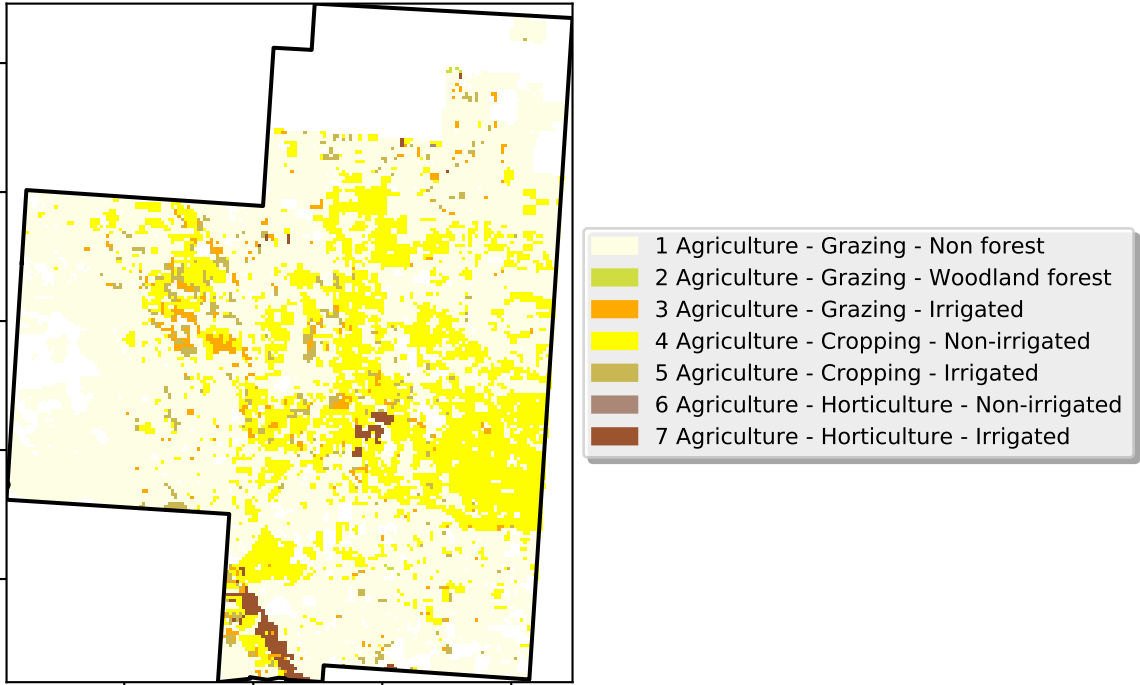 1 Agriculture - Grazing - Non forest
2 Agriculture - Grazing - Woodland forest
3 Agriculture - Grazing - Irrigated
4 Agriculture - Cropping - Non-irrigated
5 Agriculture - Cropping - Irrigated
6 Agriculture - Horticulture - Non-irrigated
7 Agriculture - Horticulture - Irrigated